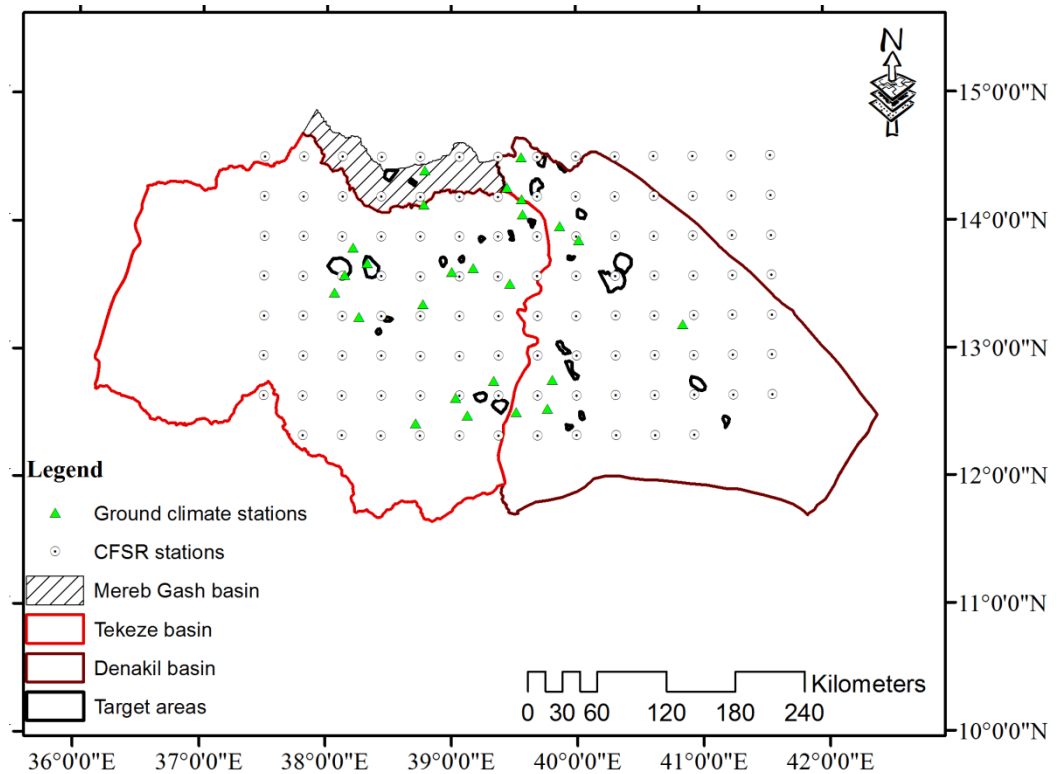 N
15°0'0"N
14°0'0"N
13°0'0"N
12°0'0"N
11°0'0"N
10°0'0"N
Legend
Ground climate stations
CFSR stations
Mereb Gash basin
Tekeze basin
Denakil basin
Target areas
Kilometers
0 30 60 120 180 240
36°0'0"E 37°0'0"E 38°0'0"E 39°0'0"E 40°0'0"E 41°0'0"E 42°0'0"E